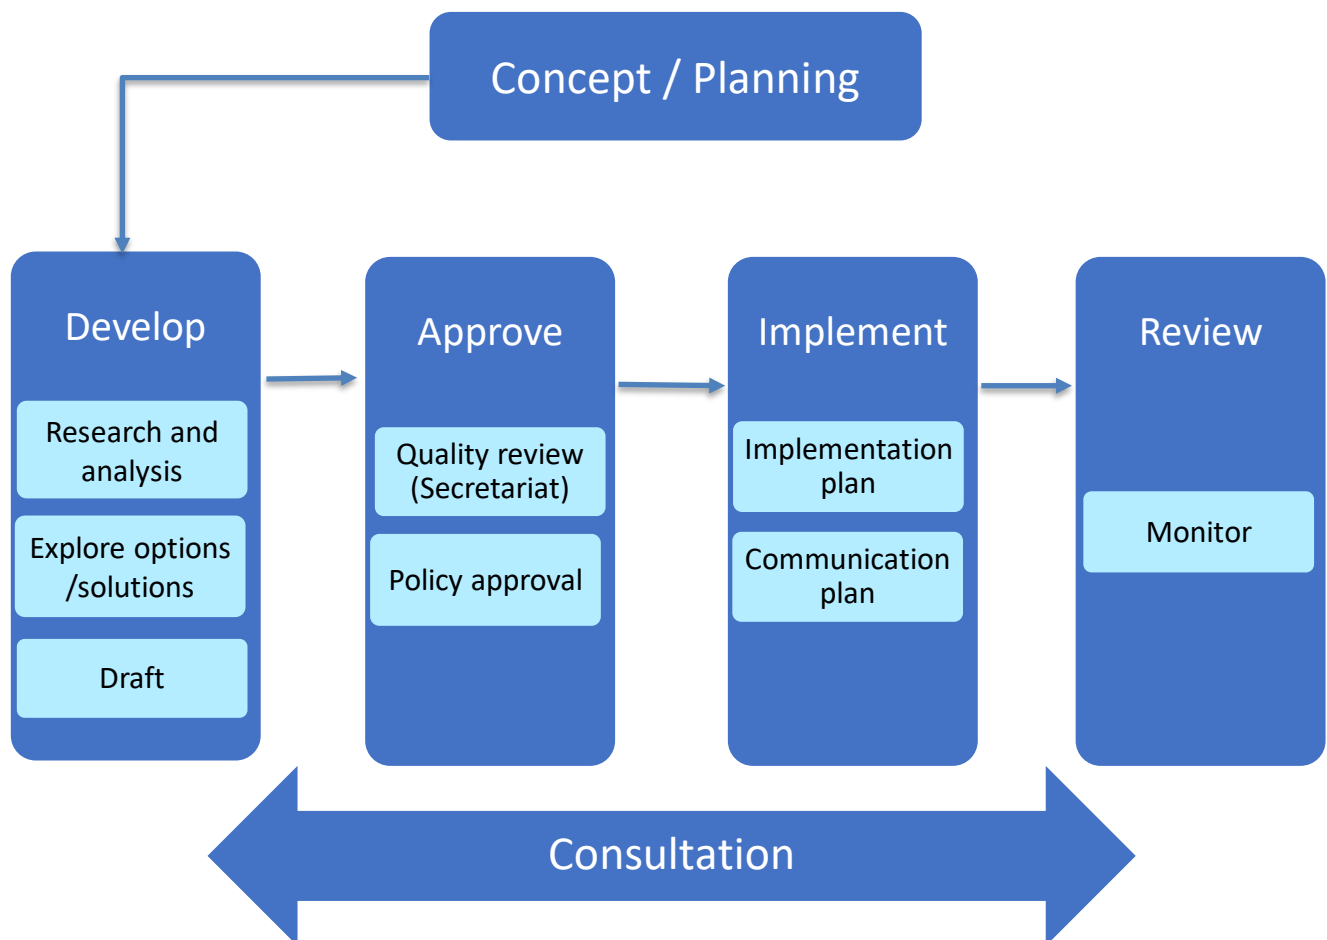 Concept / Planning
Develop
Research and
analysis
Explore options
/solutions
Draft
Approve
Quality review
(Secretariat)
Policy approval
Implement
Implementation
plan
Communication
plan
Review
Monitor
Consultation